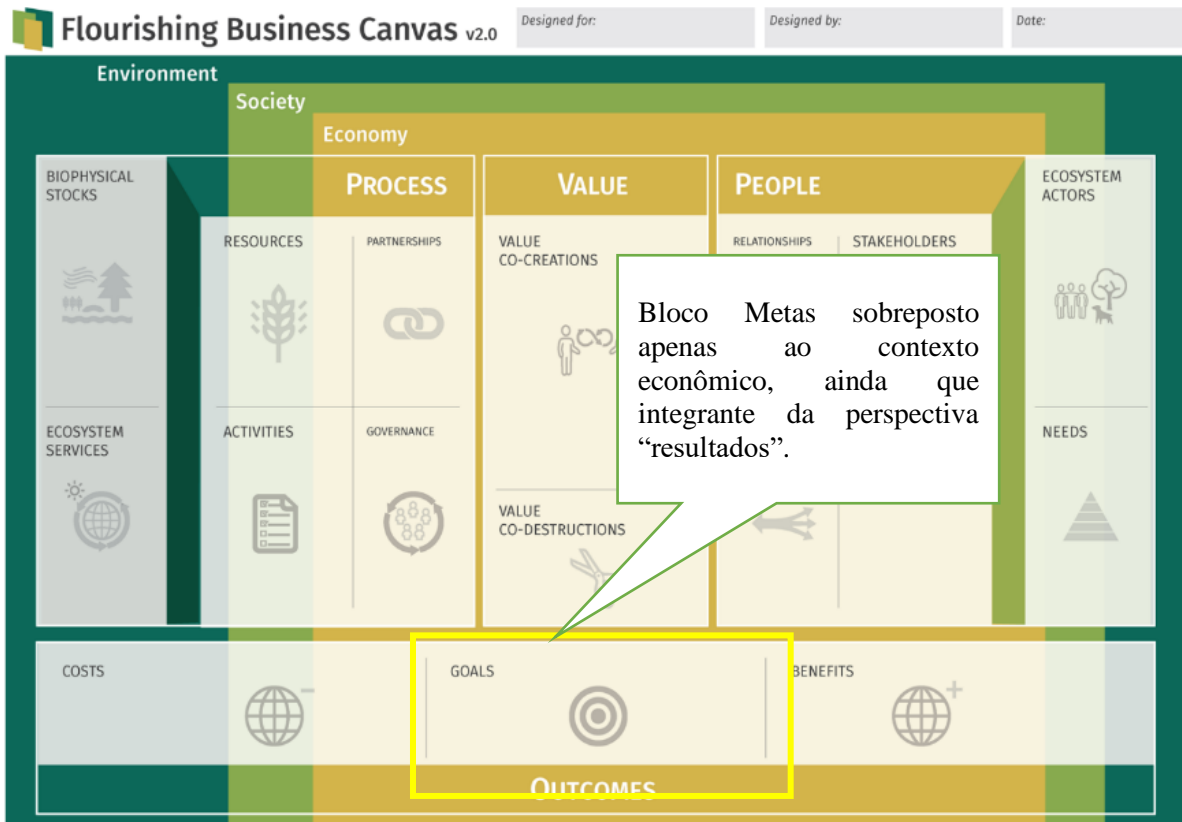 Flourishing Business Canvas v2.0
Designed for:
Designed by:
Date:
Environment
Society
Economy
BIOPHYSICAL
STOCKS
PROCESS
VALUE
PEOPLE
ECOSYSTEM
ACTORS
RESOURCES
PARTNERSHIPS
VALUE
CO-CREATIONS
RELATIONSHIPS
STAKEHOLDERS
Bloco Metas sobreposto
apenas ao contexto
econômico, ainda que
integrante da perspectiva
“resultados”.
ECOSYSTEM
SERVICES
ACTIVITIES
GOVERNANCE
NEEDS
VALUE
CO-DESTRUCTIONS
COSTS
GOALS
BENEFITS
OUTCOMES